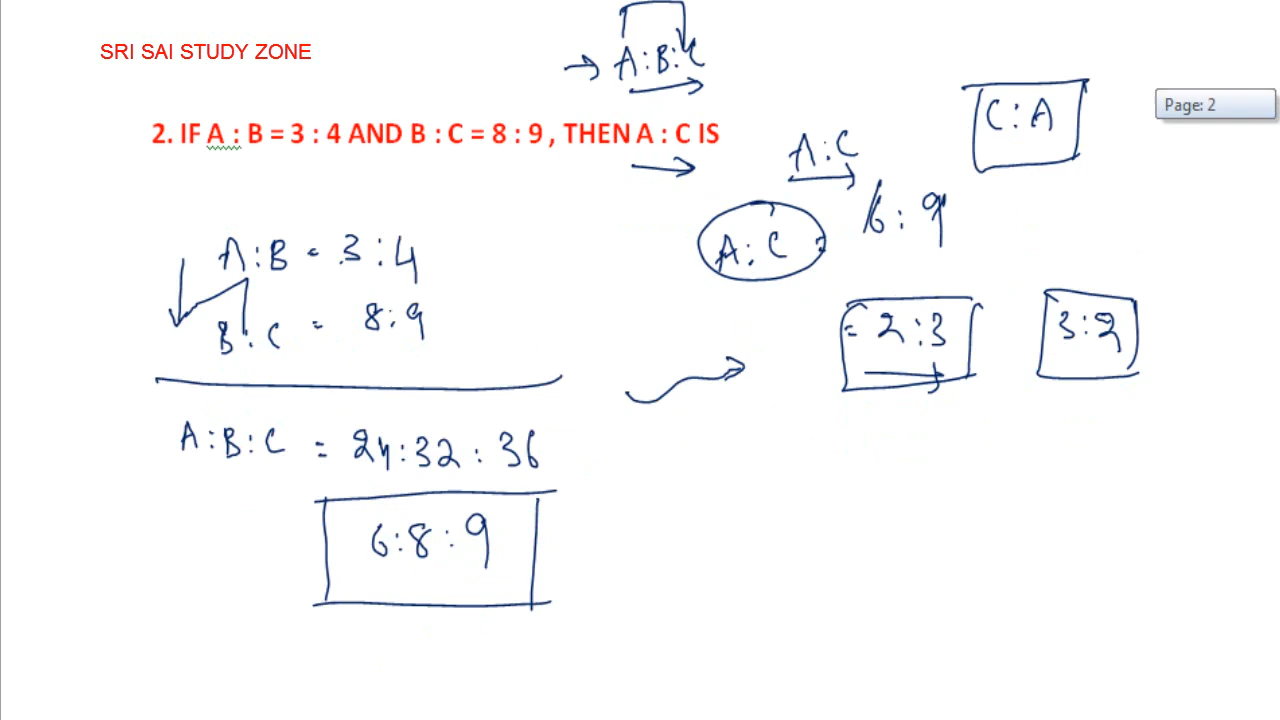 SRI SAI STUDY ZONE
A:B:C
Page: 2
C:A
2. IF A : B = 3 : 4 AND B : C = 8 : 9 , THEN A : C IS
A:C
A:C = 6:9
A:B = 3:4
B:C = 8:9
= 2:3
3:2
A:B:C = 24:32:36
6:8:9